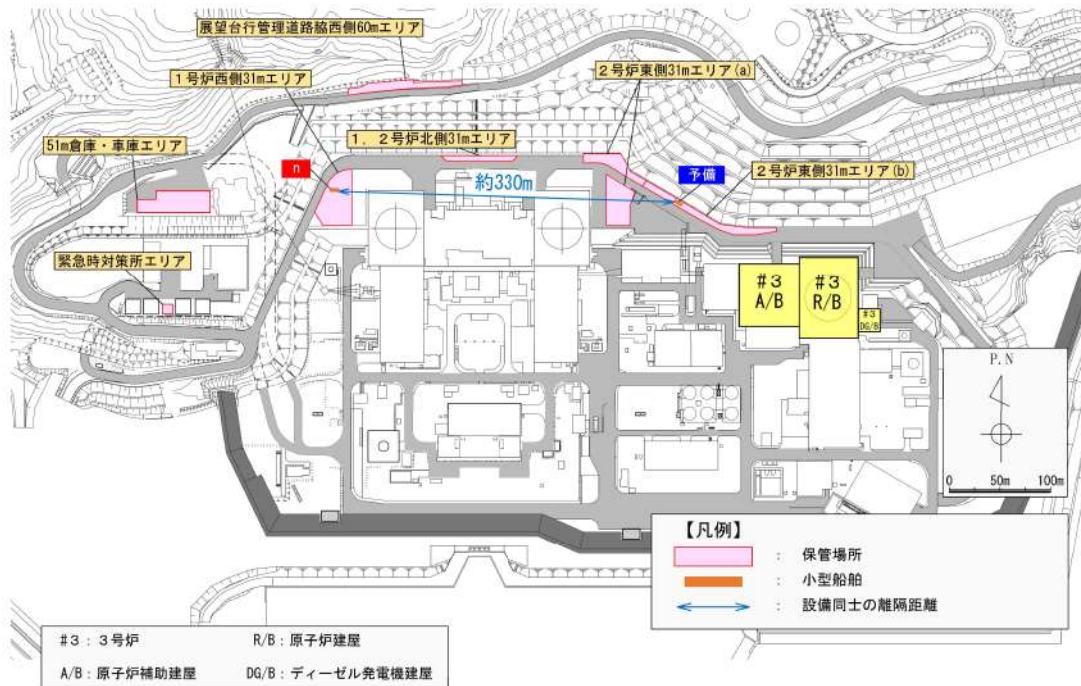 展望台行管理道路脇西側60mエリア
1号炉西側31mエリア
2号炉東側31mエリア(a)
51m倉庫・車庫エリア
1．2号炉北側31mエリア
n
約330m
予備
2号炉東側31mエリア(b)
緊急時対策所エリア
#3
A/B
#3
R/B
#3
DG/B
P.N
0 50m 100m
【凡例】
： 保管場所
： 小型船舶
： 設備同士の離隔距離
#3：3号炉 R/B：原子炉建屋
A/B：原子炉補助建屋 DG/B：ディーゼル発電機建屋